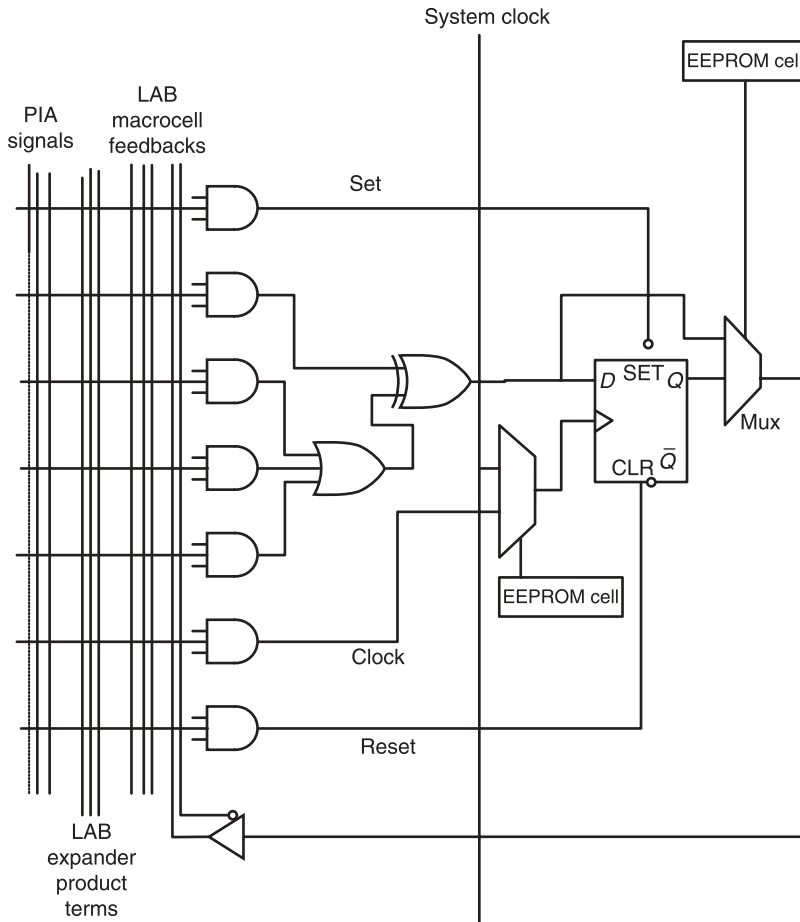 System clock
EEPROM cel
PIA
signals
LAB
macrocell
feedbacks
Set
D
SET
Q
Mux
CLR
Q̅
EEPROM cell
Clock
Reset
LAB
expander
product
terms